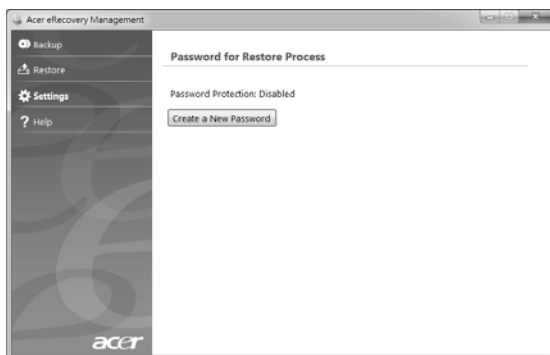 Acer eRecovery Management
Backup
Restore
Settings
Help
Password for Restore Process
Password Protection: Disabled
Create a New Password
acer